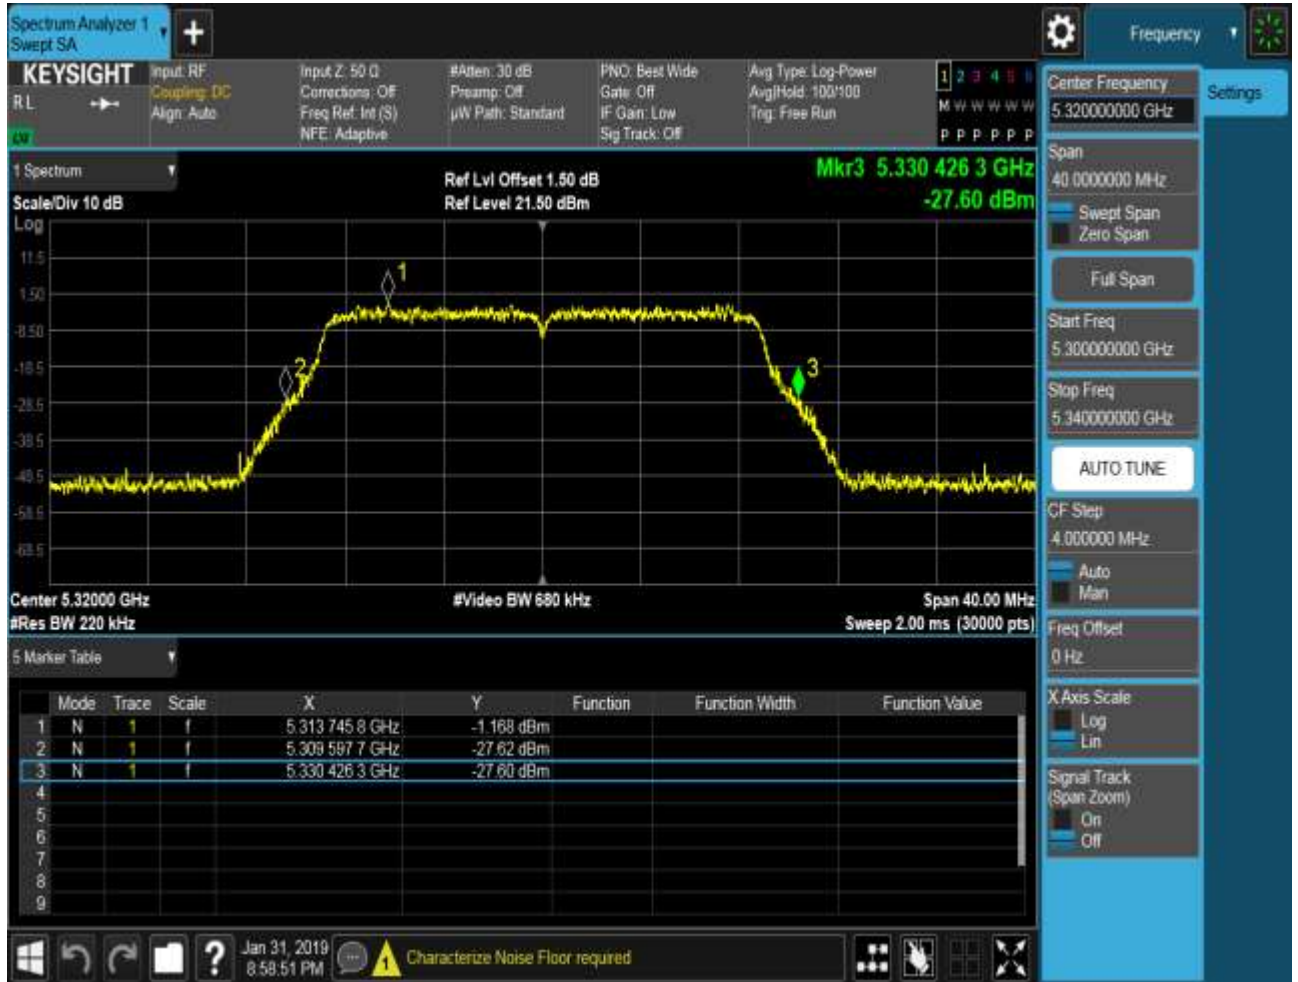 Spectrum Analyzer 1
Swept SA
+
Frequency
KEYSIGHT
R L
Input: RF
Coupling: DC
Align: Auto
Input Z: 50 Ω
Corrections: Off
Freq Ref: Int (S)
NFE: Adaptive
#Atten: 30 dB
Preamp: Off
µW Path: Standard
PNO: Best Wide
Gate: Off
IF Gain: Low
Sig Track: Off
Avg Type: Log-Power
Avg|Hold: 100/100
Trig: Free Run
1 2 3 4 5 6
M W W W W W
P P P P P P
1 Spectrum
Scale/Div 10 dB
Ref Lvl Offset 1.50 dB
Ref Level 21.50 dBm
Mkr3 5.330 426 3 GHz
-27.60 dBm
Log
11.5
1.50
-8.50
-18.5
-28.5
-38.5
-48.5
-58.5
-68.5
1
2
3
Center 5.32000 GHz
#Video BW 680 kHz
Span 40.00 MHz
#Res BW 220 kHz
Sweep 2.00 ms (30000 pts)
5 Marker Table
Mode Trace Scale X Y Function Function Width Function Value
1 N 1 f 5.313 745 8 GHz -1.168 dBm
2 N 1 f 5.309 597 7 GHz -27.62 dBm
3 N 1 f 5.330 426 3 GHz -27.60 dBm
4
5
6
7
8
9
Jan 31, 2019
8:58:51 PM
1
Characterize Noise Floor required
?
Center Frequency
5.320000000 GHz
Settings
Span
40.0000000 MHz
Swept Span
Zero Span
Full Span
Start Freq
5.300000000 GHz
Stop Freq
5.340000000 GHz
AUTO TUNE
CF Step
4.000000 MHz
Auto
Man
Freq Offset
0 Hz
X Axis Scale
Log
Lin
Signal Track
(Span Zoom)
On
Off